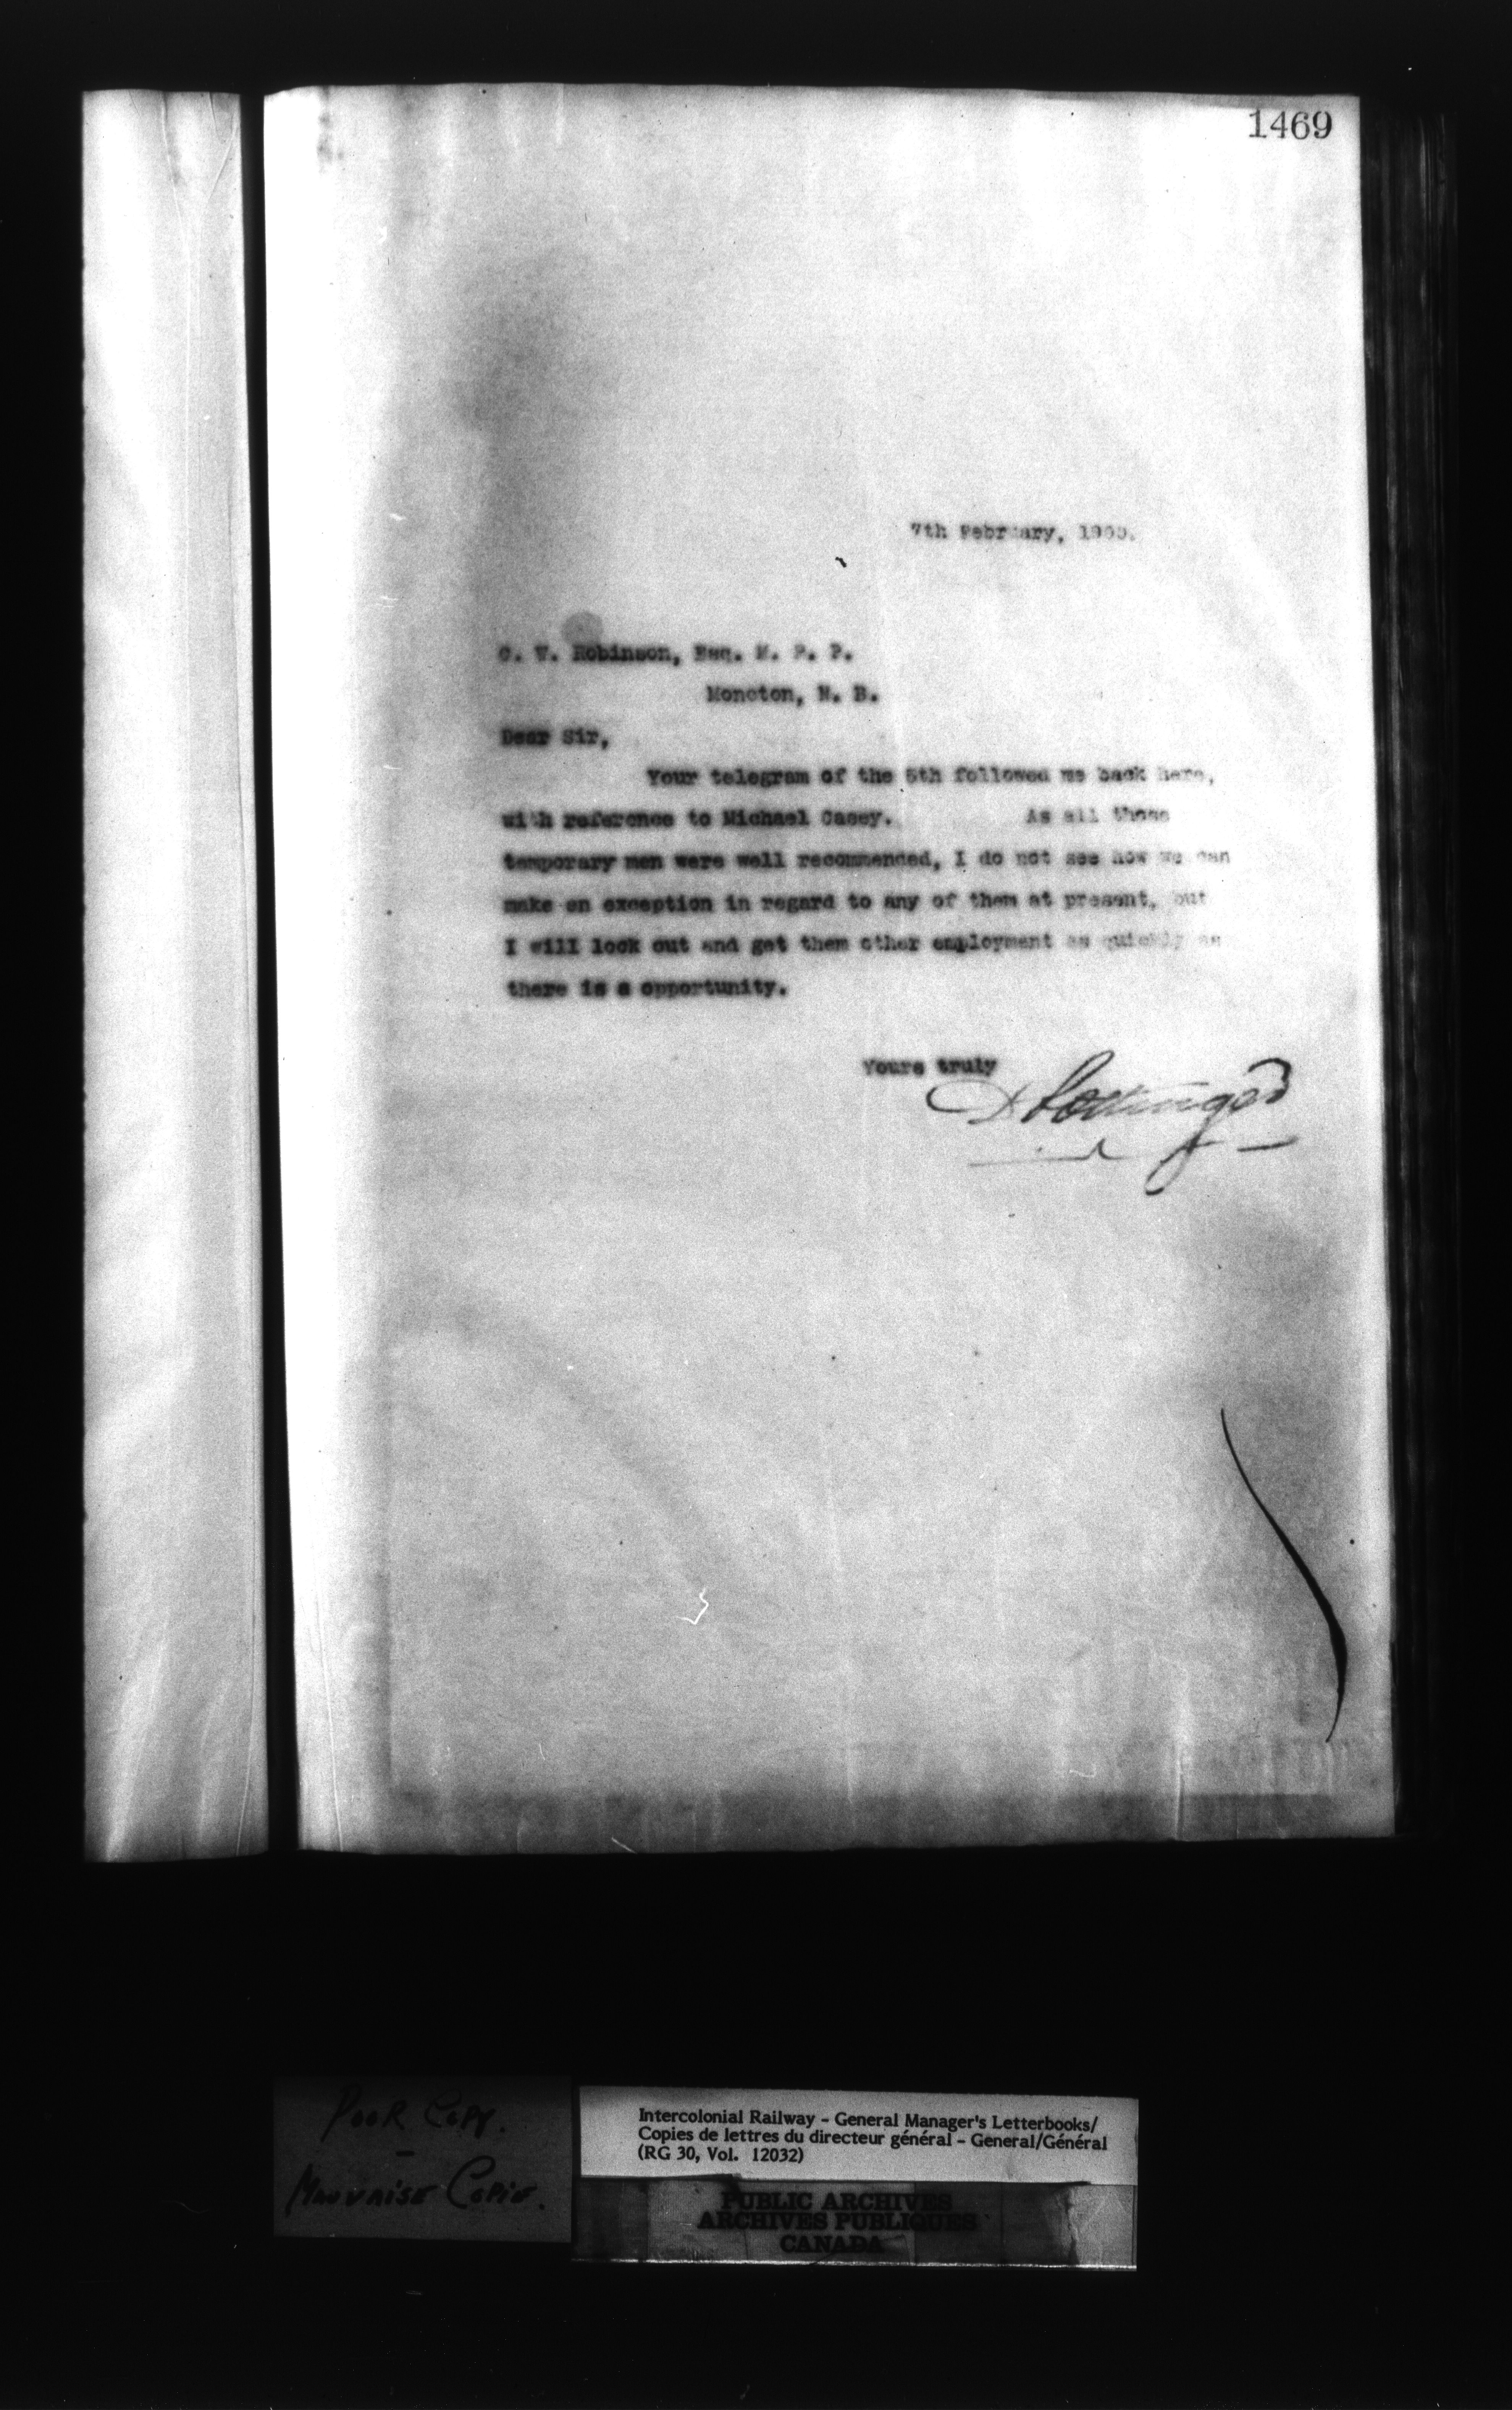 1469
7th February,
C. W. Robinson, Esq. M. P. P.
Moncton, N. B.
Dear Sir,
Your telegram of the 5th followed me back here,
with reference to Michael Casey. As all these
temporary men were well recommended, I do not see how we can
make an exception in regard to any of them at present, but
I will look out and get them other employment as quickly as
there is a opportunity.
Yours truly
D Pottinger
POOR COPY.
—
MAUVAISE COPIE.
Intercolonial Railway - General Manager's Letterbooks/
Copies de lettres du directeur général - General/Général
(RG 30, Vol. 12032)
PUBLIC ARCHIVES
ARCHIVES PUBLIQUES
CANADA